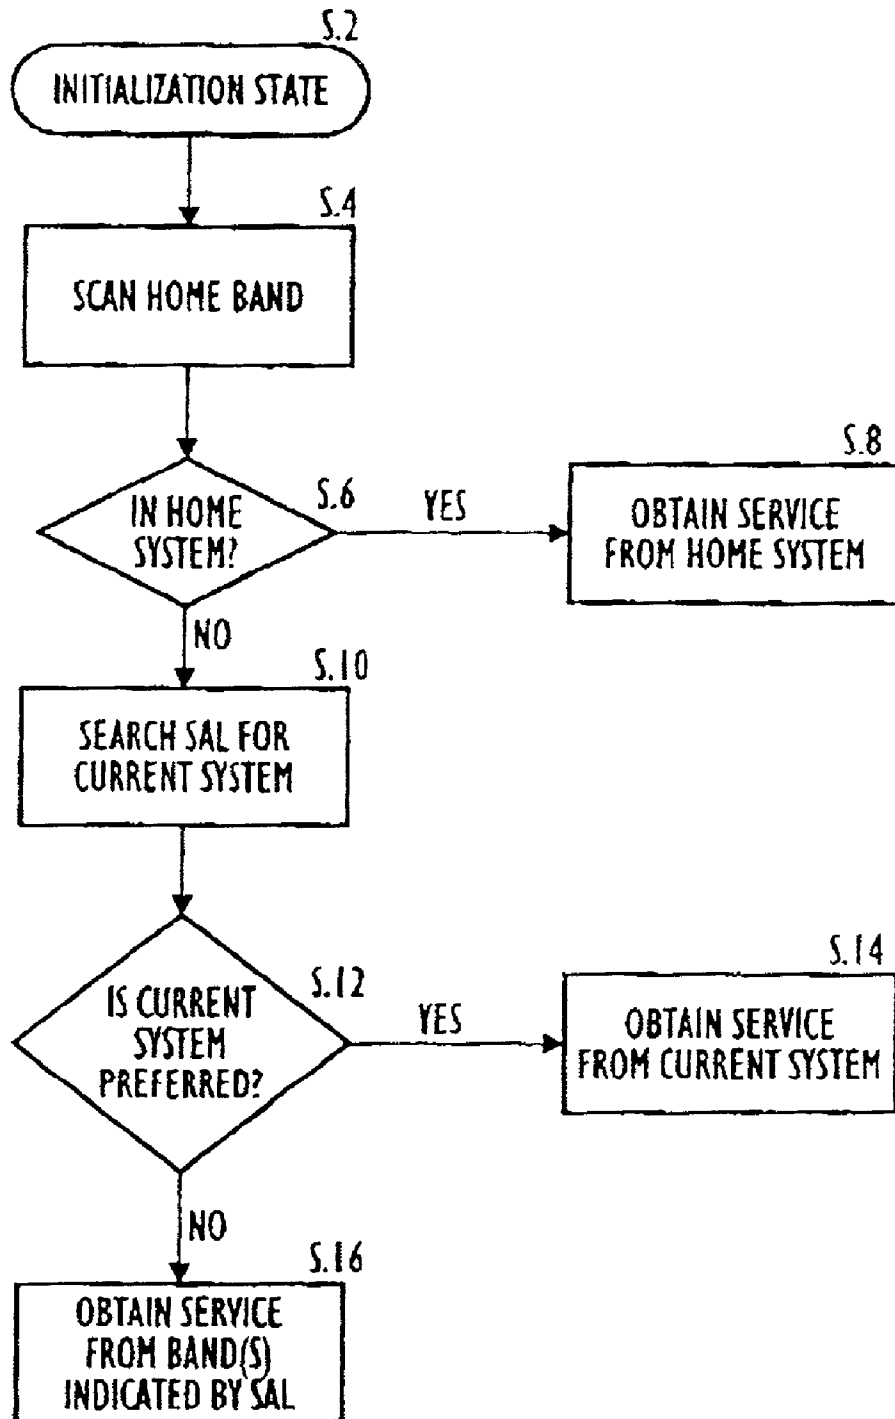 S.2
INITIALIZATION STATE
S.4
SCAN HOME BAND
S.6
IN HOME
SYSTEM?
YES
S.8
OBTAIN SERVICE
FROM HOME SYSTEM
NO
S.10
SEARCH SAL FOR
CURRENT SYSTEM
S.12
IS CURRENT
SYSTEM
PREFERRED?
YES
S.14
OBTAIN SERVICE
FROM CURRENT SYSTEM
NO
S.16
OBTAIN SERVICE
FROM BAND(S)
INDICATED BY SAL